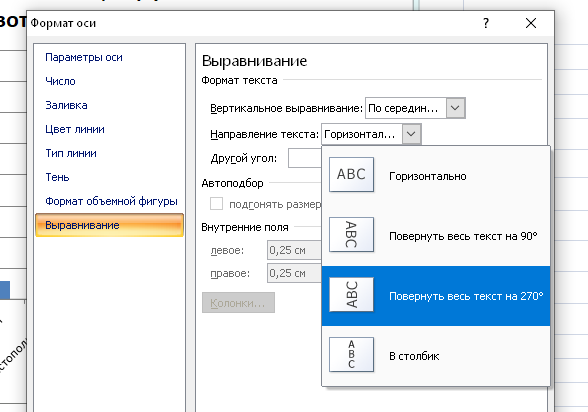 вот
Формат оси
?
Параметры оси
Число
Заливка
Цвет линии
Тип линии
Тень
Формат объемной фигуры
Выравнивание
Выравнивание
Формат текста
Вертикальное выравнивание: По середин...
Направление текста: Горизонтал...
Другой угол:
Автоподбор
подгонять размер
Внутренние поля
левое: 0,25 см
правое: 0,25 см
Колонки...
ABC Горизонтально
ABC Повернуть весь текст на 90°
ABC Повернуть весь текст на 270°
ABC В столбик